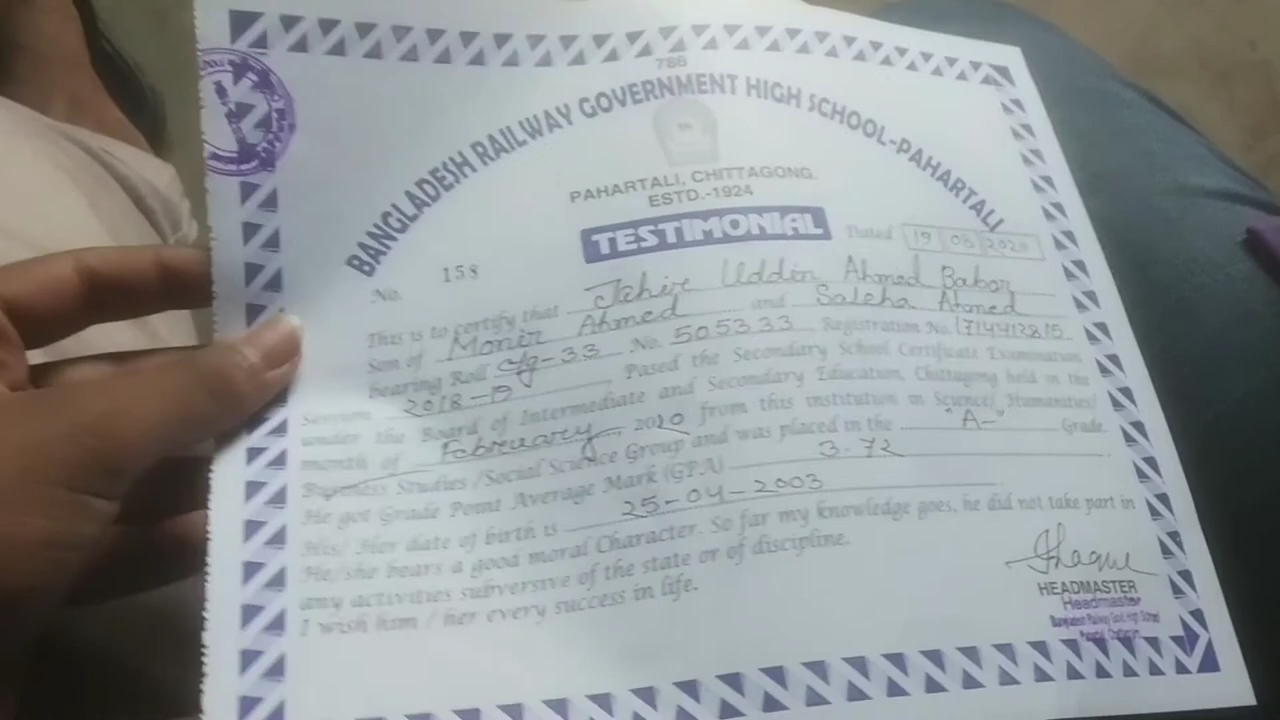 786
BANGLADESH RAILWAY GOVERNMENT HIGH SCHOOL-PAHARTALI
PAHARTALI, CHITTAGONG.
ESTD.-1924
TESTIMONIAL
Dated 19 08 2020
No. 158
This is to certify that Uddin Ahmed Babor
Son of Monir Ahmed and Saleha Ahmed
bearing Roll Ctg-33 No. 505333 Registration No.
Session 2018-19 Pased the Secondary School Certificate Examination
under the Board of Intermediate and Secondary Education, Chittagong held in the
month of February, 2020 from this institution in Science/ Humanities/
Business Studies /Social Science Group and was placed in the "A-" Grade
He got Grade Point Average Mark (GPA) 3.72
His/ Her date of birth is 25-04-2003
He/she bears a good moral Character. So far my knowledge goes, he did not take part in
any activities subversive of the state or of discipline.
I wish him / her every success in life.
HEADMASTER
Headmaster
Bangladesh Railway Govt. High School
Pahartali, Chattogram